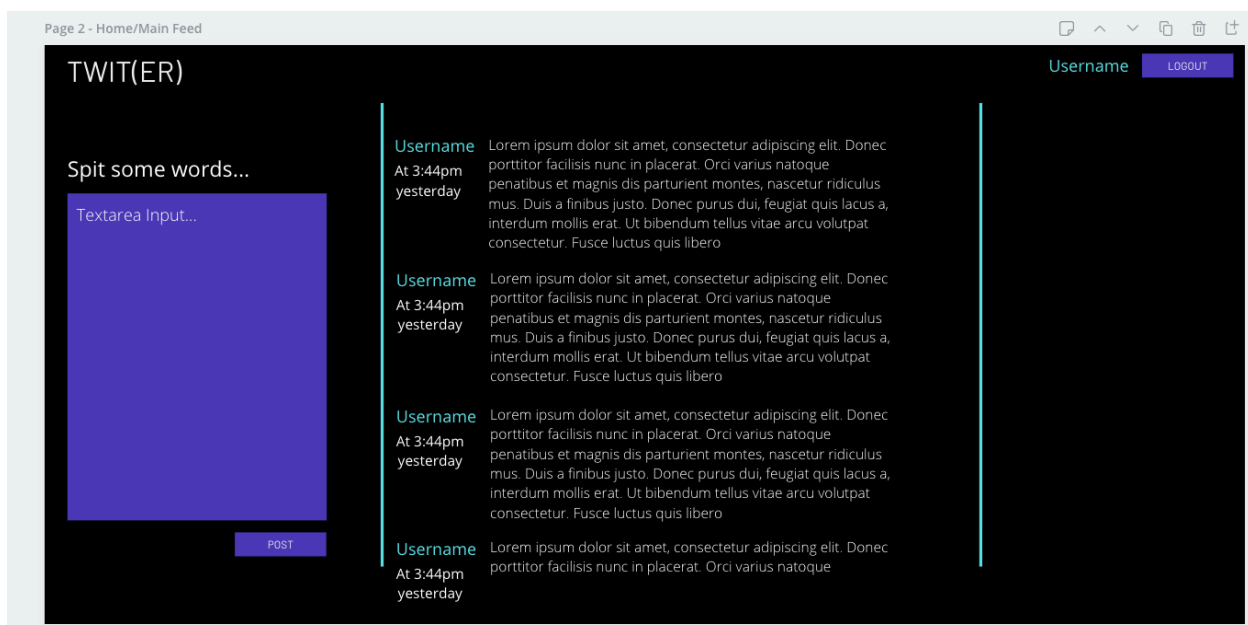 Page 2 - Home/Main Feed
TWIT(ER)
Username
LOGOUT
Spit some words...
Textarea Input...
POST
Username
At 3:44pm
yesterday
Lorem ipsum dolor sit amet, consectetur adipiscing elit. Donec
porttitor facilisis nunc in placerat. Orci varius natoque
penatibus et magnis dis parturient montes, nascetur ridiculus
mus. Duis a finibus justo. Donec purus dui, feugiat quis lacus a,
interdum mollis erat. Ut bibendum tellus vitae arcu volutpat
consectetur. Fusce luctus quis libero
Username
At 3:44pm
yesterday
Lorem ipsum dolor sit amet, consectetur adipiscing elit. Donec
porttitor facilisis nunc in placerat. Orci varius natoque
penatibus et magnis dis parturient montes, nascetur ridiculus
mus. Duis a finibus justo. Donec purus dui, feugiat quis lacus a,
interdum mollis erat. Ut bibendum tellus vitae arcu volutpat
consectetur. Fusce luctus quis libero
Username
At 3:44pm
yesterday
Lorem ipsum dolor sit amet, consectetur adipiscing elit. Donec
porttitor facilisis nunc in placerat. Orci varius natoque
penatibus et magnis dis parturient montes, nascetur ridiculus
mus. Duis a finibus justo. Donec purus dui, feugiat quis lacus a,
interdum mollis erat. Ut bibendum tellus vitae arcu volutpat
consectetur. Fusce luctus quis libero
Username
At 3:44pm
yesterday
Lorem ipsum dolor sit amet, consectetur adipiscing elit. Donec
porttitor facilisis nunc in placerat. Orci varius natoque